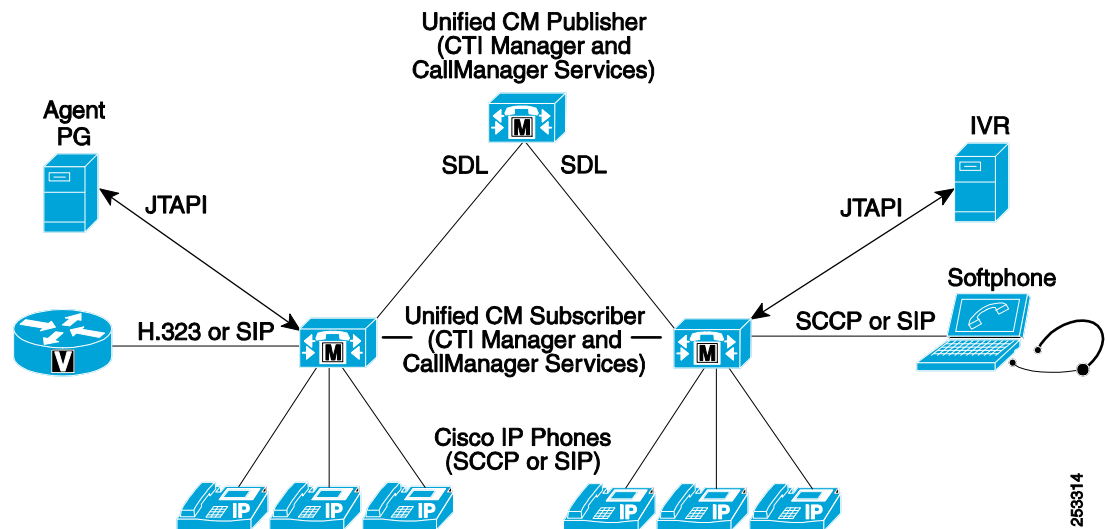 Unified CM Publisher
(CTI Manager and
CallManager Services)
Agent
PG
M
IVR
SDL
SDL
JTAPI
JTAPI
Softphone
H.323 or SIP
Unified CM Subscriber
(CTI Manager and
CallManager Services)
SCCP or SIP
V
M
M
Cisco IP Phones
(SCCP or SIP)
IP
IP
IP
IP
IP
IP
253314